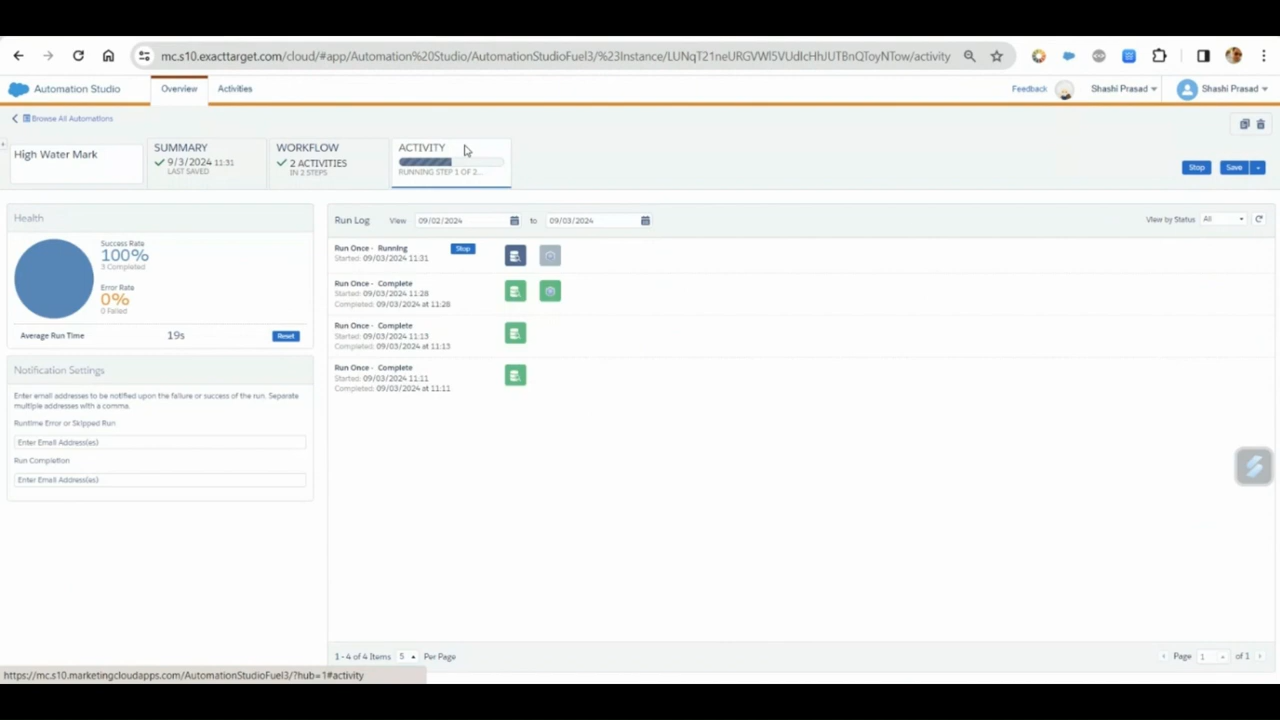 mc.s10.exacttarget.com/cloud/#app/Automation%20Studio/AutomationStudioFuel3/%23Instance/LUNqT21neURGVWl5VUdIcHhJUTBnQToyNTow/activity
Automation Studio
Overview
Activities
Feedback
Shashi Prasad
Shashi Prasad
Browse All Automations
High Water Mark
SUMMARY
9/3/2024 11:31
LAST SAVED
WORKFLOW
2 ACTIVITIES
IN 2 STEPS
ACTIVITY
RUNNING STEP 1 OF 2...
Stop
Save
Health
Success Rate
100%
3 Completed
Error Rate
0%
0 Failed
Average Run Time 19s Reset
Notification Settings
Enter email addresses to be notified upon the failure or success of the run. Separate
multiple addresses with a comma.
Runtime Error or Skipped Run
Enter Email Address(es)
Run Completion
Enter Email Address(es)
Run Log View 09/02/2024 to 09/03/2024 View by Status All
Run Once - Running Stop
Started: 09/03/2024 11:31
Run Once - Complete
Started: 09/03/2024 11:28
Completed: 09/03/2024 at 11:28
Run Once - Complete
Started: 09/03/2024 11:13
Completed: 09/03/2024 at 11:13
Run Once - Complete
Started: 09/03/2024 11:11
Completed: 09/03/2024 at 11:11
1 - 4 of 4 Items 5 Per Page Page 1 of 1
https://mc.s10.marketingcloudapps.com/AutomationStudioFuel3/?hub=1#activity